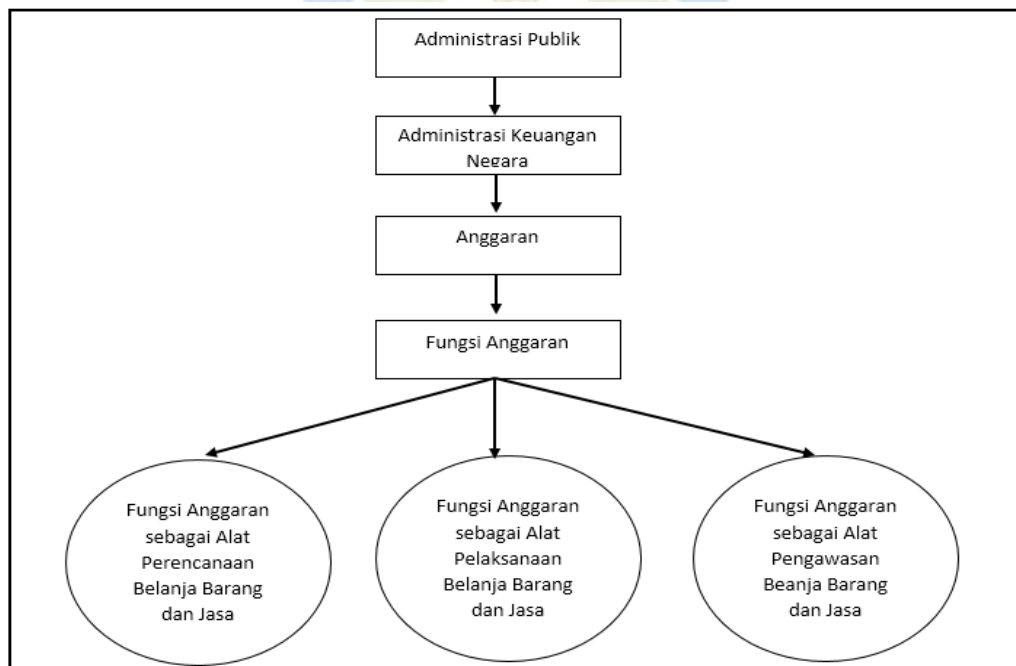 Administrasi Publik
Administrasi Keuangan
Negara
Anggaran
Fungsi Anggaran
Fungsi Anggaran
sebagai Alat
Perencanaan
Belanja Barang
dan Jasa
Fungsi Anggaran
sebagai Alat
Pelaksanaan
Belanja Barang
dan Jasa
Fungsi Anggaran
sebagai Alat
Pengawasan
Beanja Barang
dan Jasa